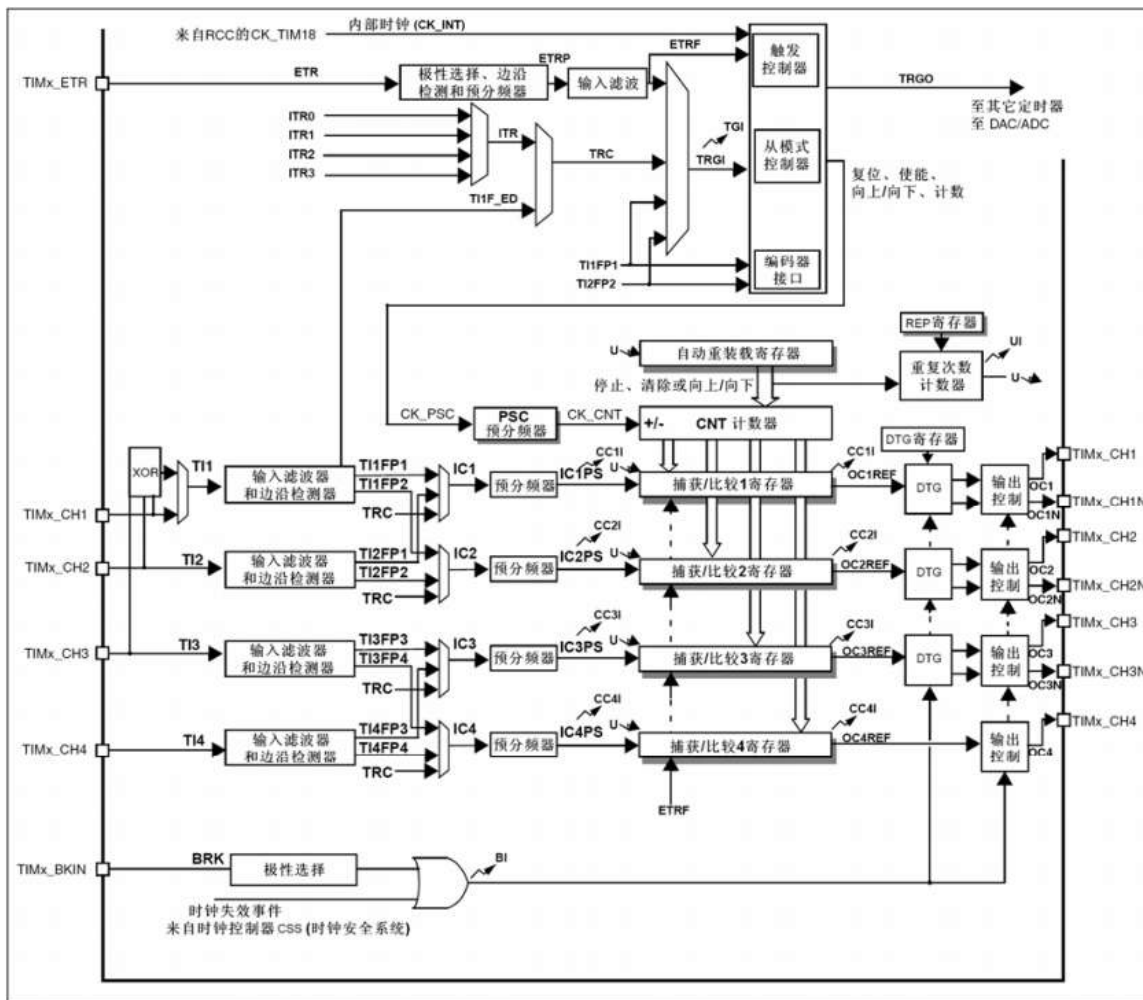 内部时钟 (CK_INT)
来自RCC的CK_TIM18
触发
控制器
ETRF
TIMx_ETR
ETR
极性选择、边沿
检测和预分频器
ETRP
输入滤波
TRGO
至其它定时器
至 DAC/ADC
ITR0
ITR1
ITR2
ITR3
ITR
TRC
TI1F_ED
TGI
TRGI
从模式
控制器
复位、使能、
向上/向下、计数
TI1FP1
TI2FP2
编码器
接口
REP寄存器
U
自动重装载寄存器
重复次数
计数器
UI
U
停止、清除或向上/向下
CK_PSC
PSC
预分频器
CK_CNT
+/-
CNT 计数器
DTG寄存器
XOR
TI1
输入滤波器
和边沿检测器
TI1FP1
TI1FP2
TRC
IC1
预分频器
IC1PS
CC1I
U
捕获/比较1寄存器
CC1I
OC1REF
DTG
输出
控制
OC1
OC1N
TIMx_CH1
TIMx_CH1N
TIMx_CH1
TIMx_CH2
TI2
输入滤波器
和边沿检测器
TI2FP1
TI2FP2
TRC
IC2
预分频器
IC2PS
CC2I
U
捕获/比较2寄存器
CC2I
OC2REF
DTG
输出
控制
OC2
OC2N
TIMx_CH2
TIMx_CH2N
TIMx_CH3
TI3
输入滤波器
和边沿检测器
TI3FP3
TI3FP4
TRC
IC3
预分频器
IC3PS
CC3I
U
捕获/比较3寄存器
CC3I
OC3REF
DTG
输出
控制
OC3
OC3N
TIMx_CH3
TIMx_CH3N
TIMx_CH4
TI4
输入滤波器
和边沿检测器
TI4FP3
TI4FP4
TRC
IC4
预分频器
IC4PS
CC4I
U
捕获/比较4寄存器
CC4I
OC4REF
输出
控制
OC4
TIMx_CH4
ETRF
TIMx_BKIN
BRK
极性选择
BI
时钟失效事件
来自时钟控制器 CSS (时钟安全系统)